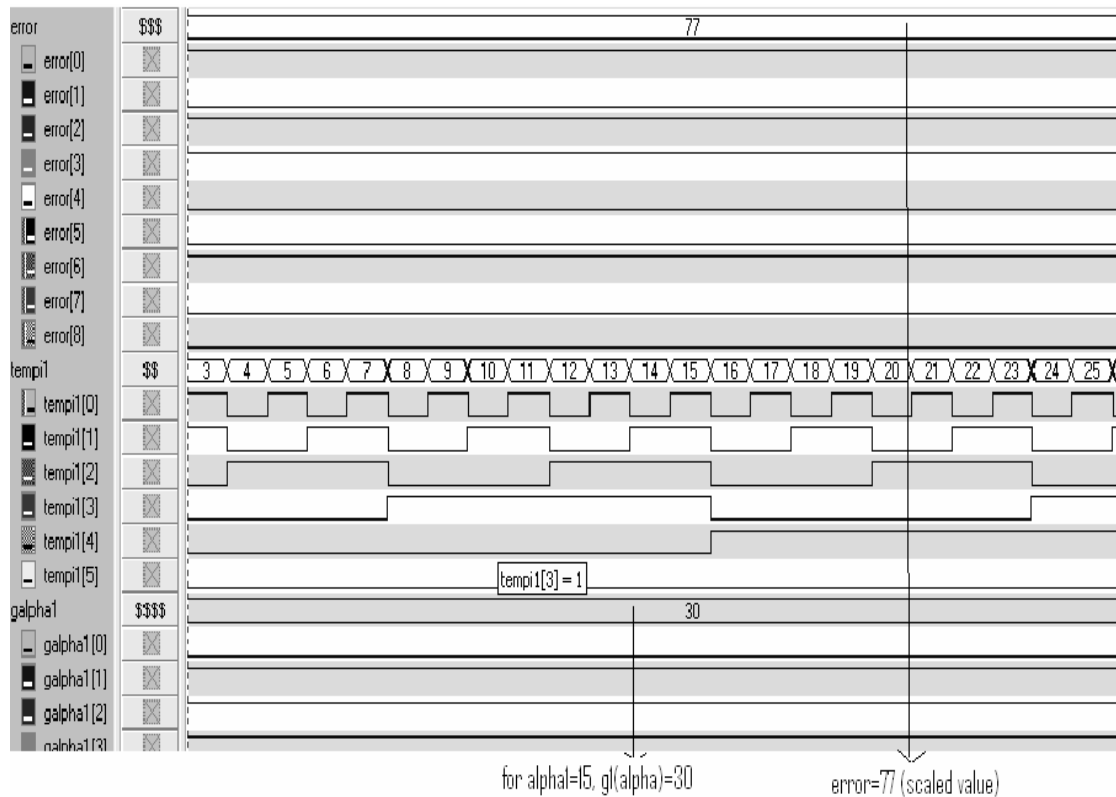 error $$$ 77
error[0]
error[1]
error[2]
error[3]
error[4]
error[5]
error[6]
error[7]
error[8]
tempi1 $$ 3 4 5 6 7 8 9 10 11 12 13 14 15 16 17 18 19 20 21 22 23 24 25
tempi1[0]
tempi1[1]
tempi1[2]
tempi1[3]
tempi1[4]
tempi1[5] tempi1[3] = 1
galpha1 $$$$ 30
galpha1[0]
galpha1[1]
galpha1[2]
galpha1[3]
for alpha1=15, g1(alpha)=30 error=77 (scaled value)